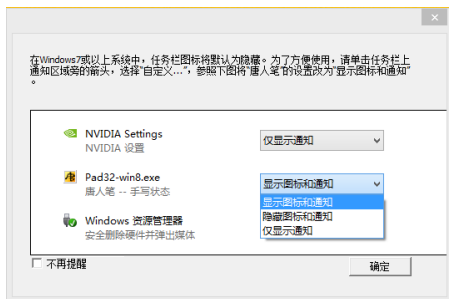 在Windows7或以上系统中，任务栏图标将默认为隐藏。为了方便使用，请单击任务栏上
通知区域旁的箭头，选择"自定义..."，参照下图将"唐人笔"的设置改为"显示图标和通知"
。
NVIDIA Settings
NVIDIA 设置
仅显示通知
Pad32-win8.exe
唐人笔 -- 手写状态
显示图标和通知
显示图标和通知
隐藏图标和通知
仅显示通知
Windows 资源管理器
安全删除硬件并弹出媒体
不再提醒
确定